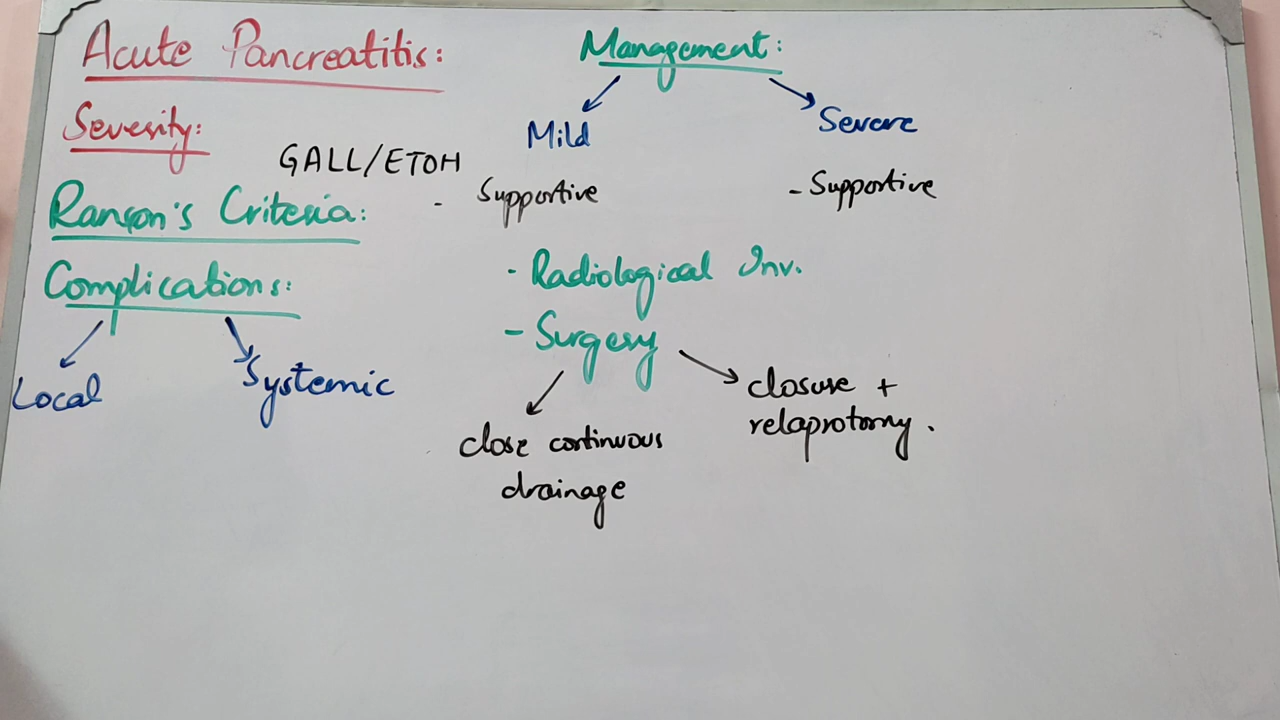 Acute Pancreatitis:
Severity:
GALL/ETOH
Ranson's Criteria:
Complications:
Local
Systemic
Management:
Mild
Severe
- Supportive
- Supportive
- Radiological Inv.
- Surgery
close continuous
drainage
closure +
relaprotomy.